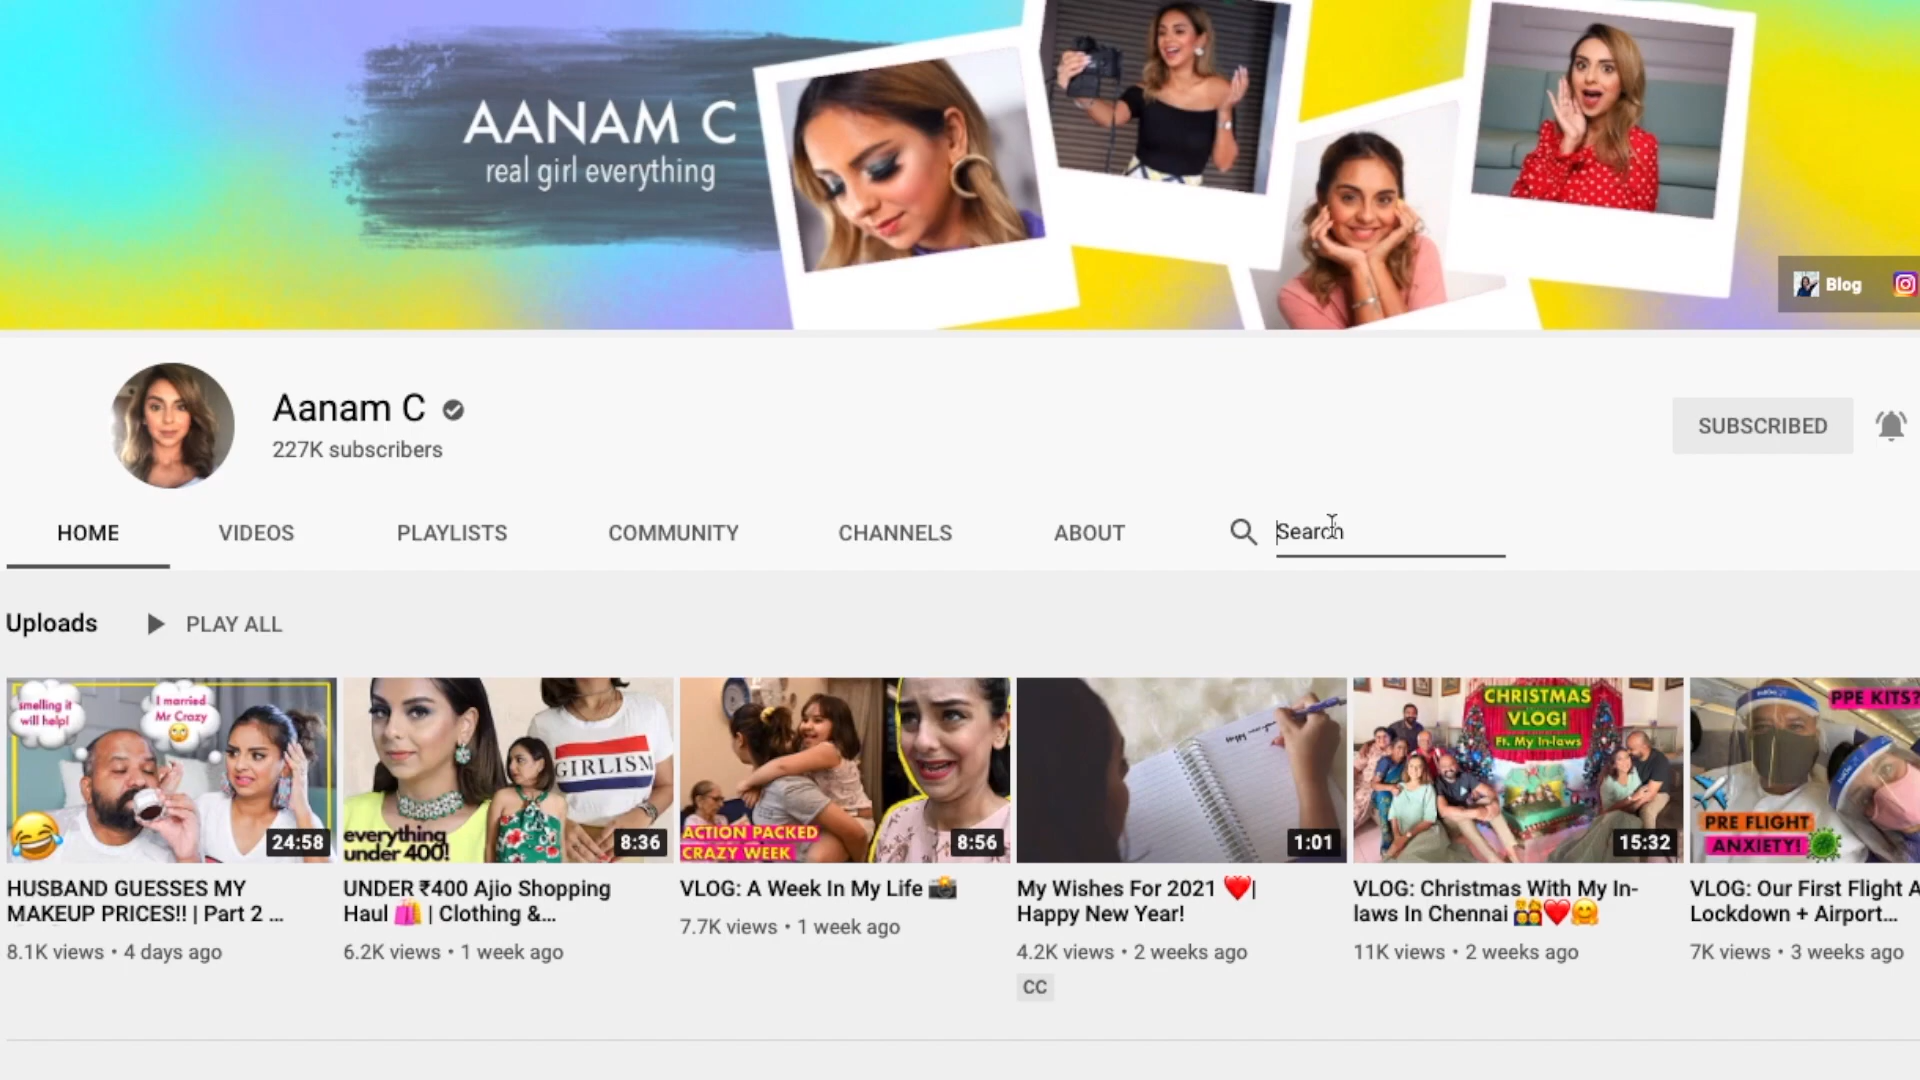 AANAM C
real girl everything
Blog
Aanam C
227K subscribers
SUBSCRIBED
HOME
VIDEOS
PLAYLISTS
COMMUNITY
CHANNELS
ABOUT
Search
Uploads
PLAY ALL
smelling it
will help!
I married
Mr Crazy
24:58
everything
under 400!
GIRLISM
8:36
ACTION PACKED
CRAZY WEEK
8:56
1:01
CHRISTMAS
VLOG!
Ft. My In-laws
15:32
PPE KITS?
PRE FLIGHT
ANXIETY!
HUSBAND GUESSES MY
MAKEUP PRICES!! | Part 2 ...
8.1K views • 4 days ago
UNDER ₹400 Ajio Shopping
Haul 🛍️ | Clothing &...
6.2K views • 1 week ago
VLOG: A Week In My Life 📸
7.7K views • 1 week ago
My Wishes For 2021 ❤️|
Happy New Year!
4.2K views • 2 weeks ago
CC
VLOG: Christmas With My In-
laws In Chennai 👨‍👩‍👧‍👦❤️🤗
11K views • 2 weeks ago
VLOG: Our First Flight A
Lockdown + Airport...
7K views • 3 weeks ago